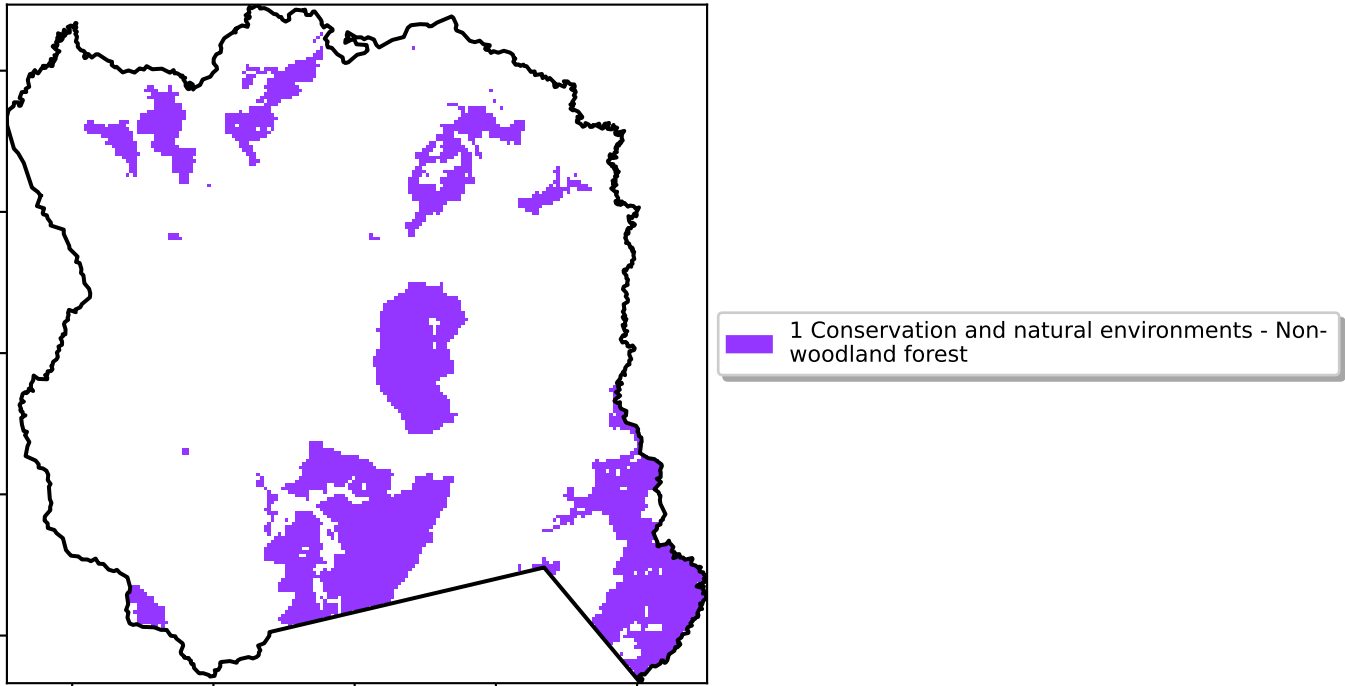 1 Conservation and natural environments - Non-
woodland forest